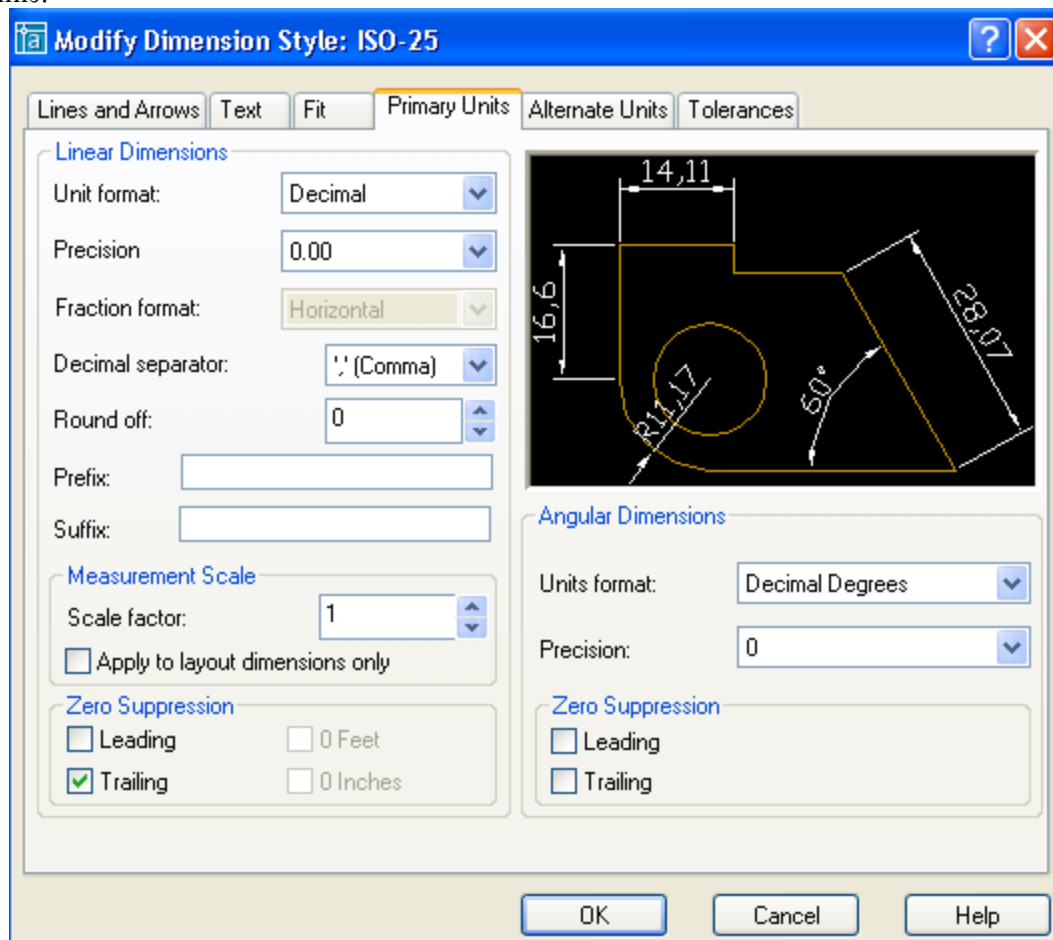 Modify Dimension Style: ISO-25
Lines and Arrows Text Fit Primary Units Alternate Units Tolerances
Linear Dimensions
Unit format: Decimal
Precision 0.00
Fraction format: Horizontal
Decimal separator: ',' (Comma)
Round off: 0
Prefix:
Suffix:
Measurement Scale
Scale factor: 1
Apply to layout dimensions only
Zero Suppression
Leading 0 Feet
Trailing 0 Inches
14,11
16,6
28,07
R11,17
60°
Angular Dimensions
Units format: Decimal Degrees
Precision: 0
Zero Suppression
Leading
Trailing
OK Cancel Help